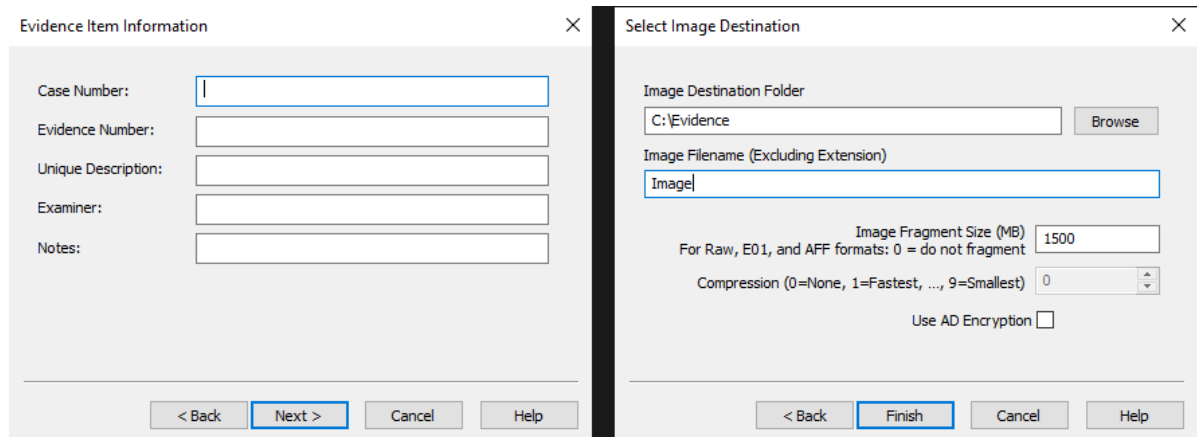 Evidence Item Information
Case Number:
Evidence Number:
Unique Description:
Examiner:
Notes:
< Back
Next >
Cancel
Help
Select Image Destination
Image Destination Folder
C:\Evidence
Browse
Image Filename (Excluding Extension)
Image
Image Fragment Size (MB)
For Raw, E01, and AFF formats: 0 = do not fragment
1500
Compression (0=None, 1=Fastest, ..., 9=Smallest)
0
Use AD Encryption
< Back
Finish
Cancel
Help